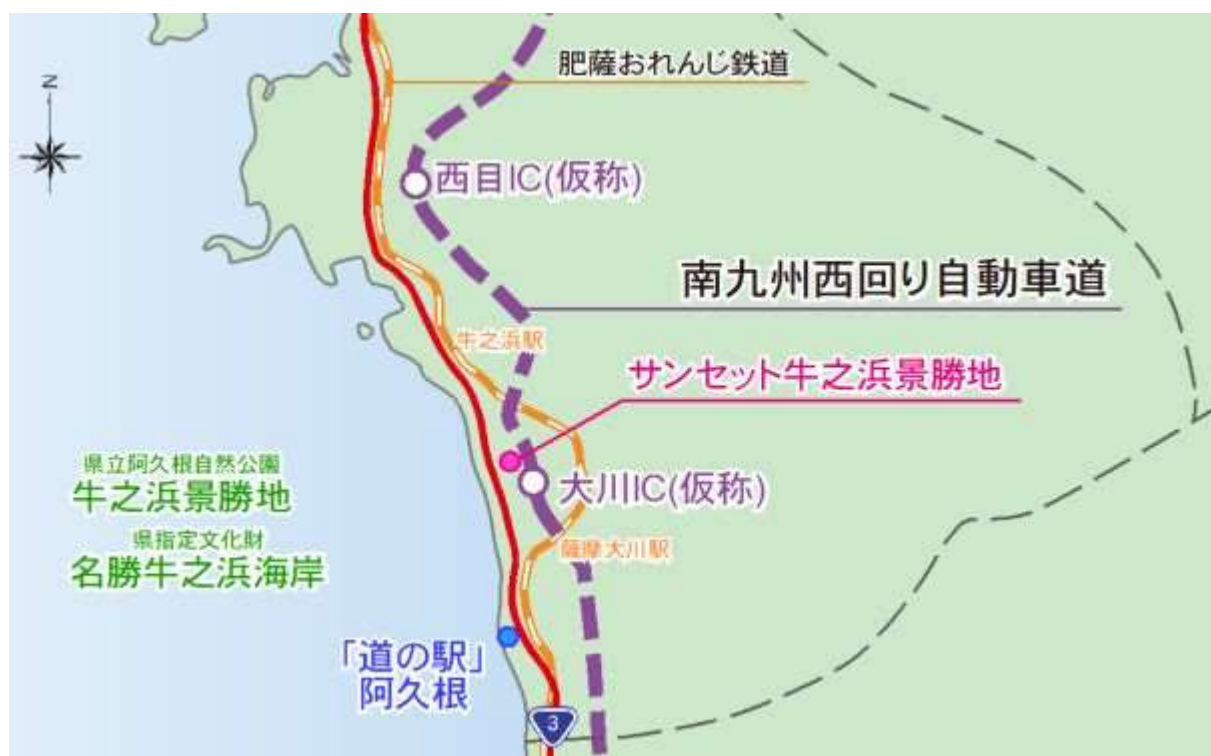 N
肥薩おれんじ鉄道
西目IC(仮称)
南九州西回り自動車道
牛之浜駅
サンセット牛之浜景勝地
県立阿久根自然公園
牛之浜景勝地
大川IC(仮称)
県指定文化財
名勝牛之浜海岸
薩摩大川駅
「道の駅」
阿久根
3